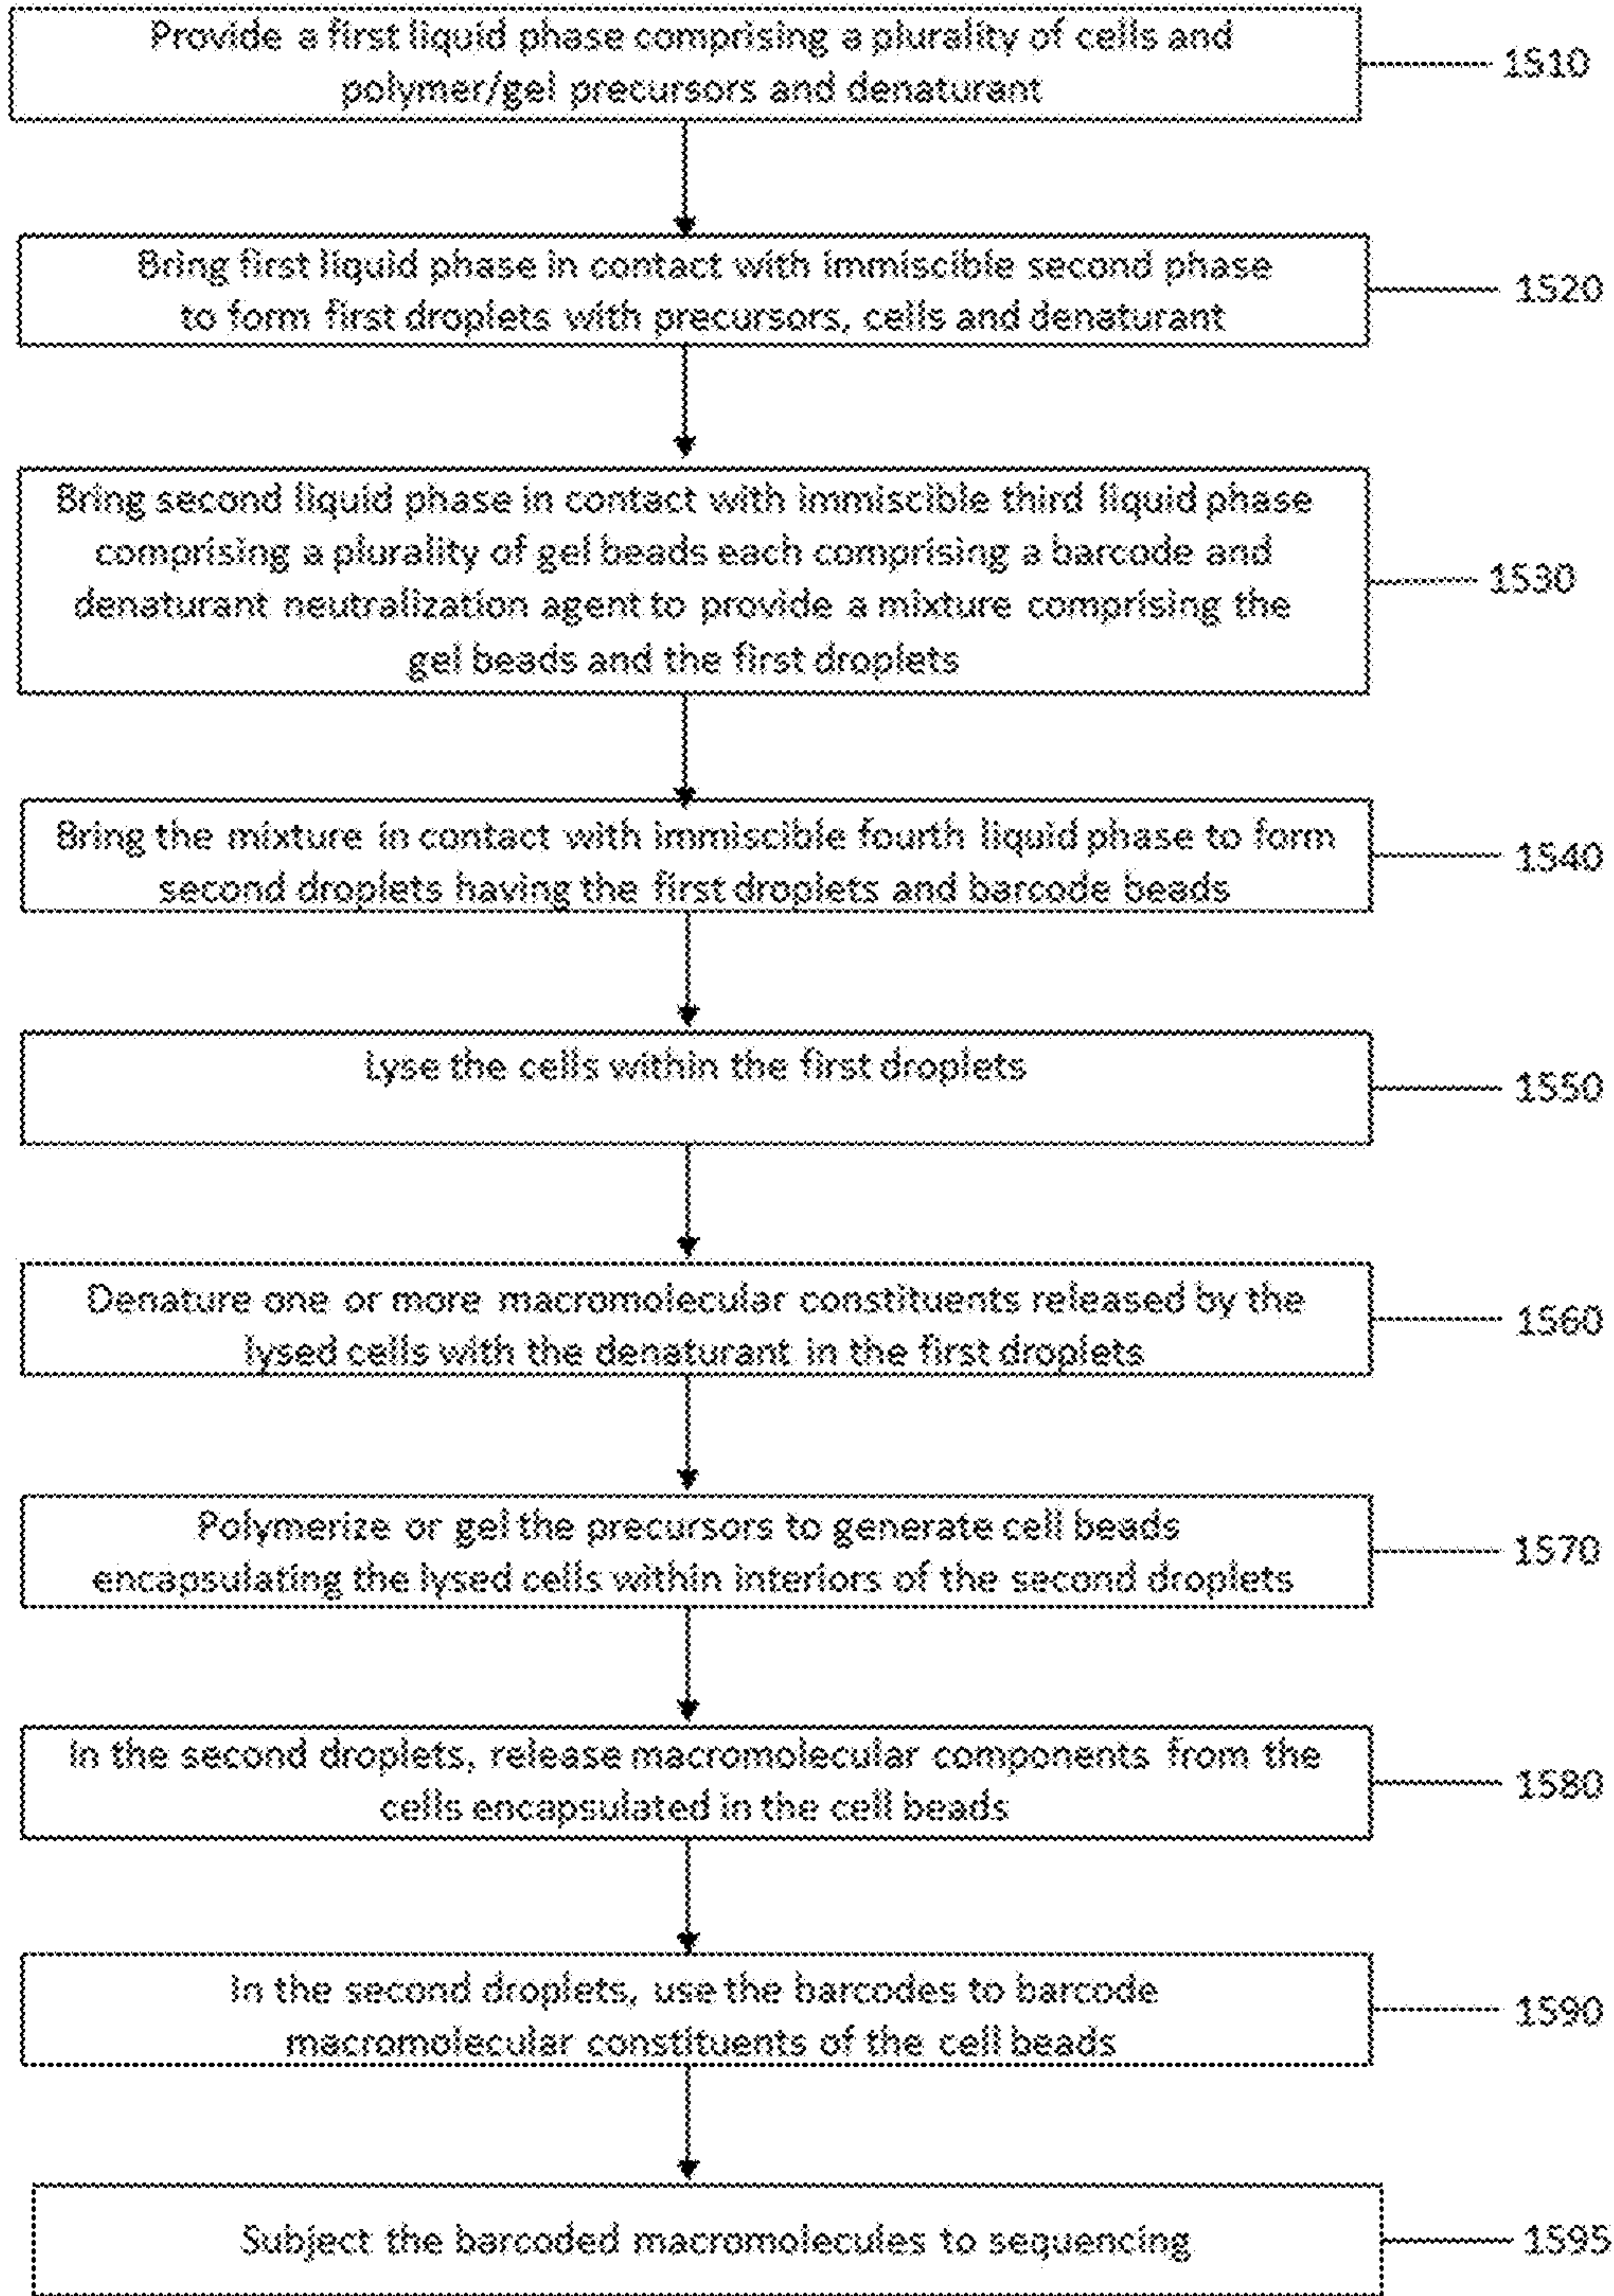 Provide a first liquid phase comprising a plurality of cells and
polymer/gel precursors and denaturant
1510
Bring first liquid phase in contact with immiscible second phase
to form first droplets with precursors, cells and denaturant
1520
Bring second liquid phase in contact with immiscible third liquid phase
comprising a plurality of gel beads each comprising a barcode and
denaturant neutralization agent to provide a mixture comprising the
gel beads and the first droplets
1530
Bring the mixture in contact with immiscible fourth liquid phase to form
second droplets having the first droplets and barcode beads
1540
Lyse the cells within the first droplets
1550
Denature one or more macromolecular constituents released by the
lysed cells with the denaturant in the first droplets
1560
Polymerize or gel the precursors to generate cell beads
encapsulating the lysed cells within interiors of the second droplets
1570
In the second droplets, release macromolecular components from the
cells encapsulated in the cell beads
1580
In the second droplets, use the barcodes to barcode
macromolecular constituents of the cell beads
1590
Subject the barcoded macromolecules to sequencing
1595